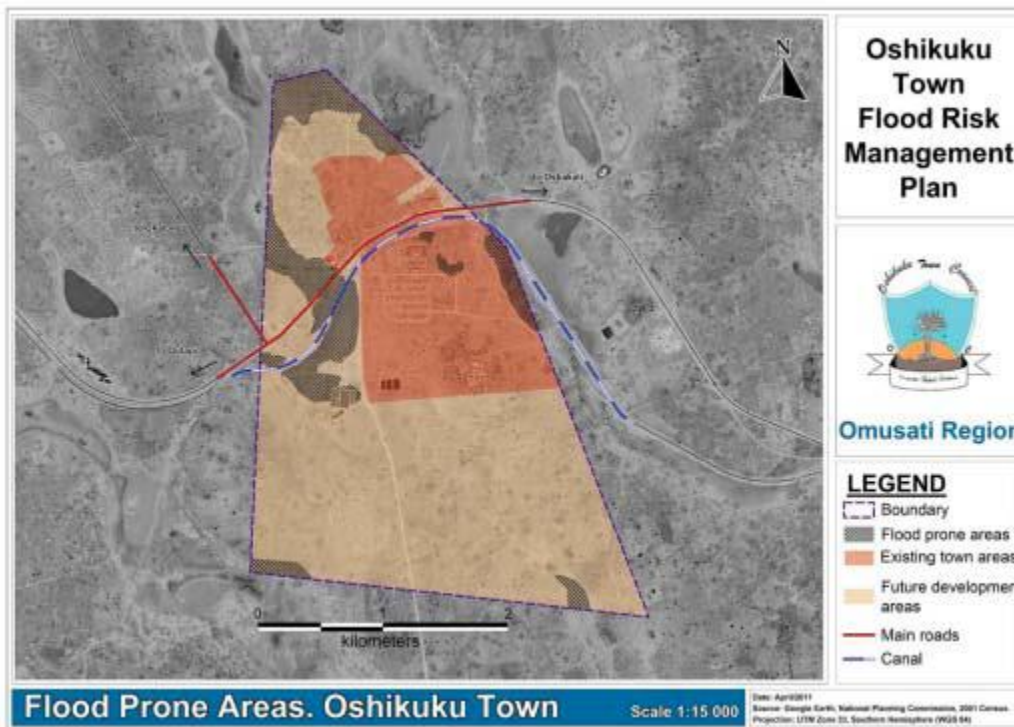 Oshikuku
Town
Flood Risk
Management
Plan
N
Omusati Region
LEGEND
Boundary
Flood prone areas
Existing town areas
Future developmen
areas
Main roads
Canal
0 1 2
kilometers
Flood Prone Areas. Oshikuku Town
Scale 1:15 000
Date: April/2011
Source: Google Earth, National Planning Commission, 2001 Census
Projection: UTM Zone 33, Southern Hemisphere (WGS 84)